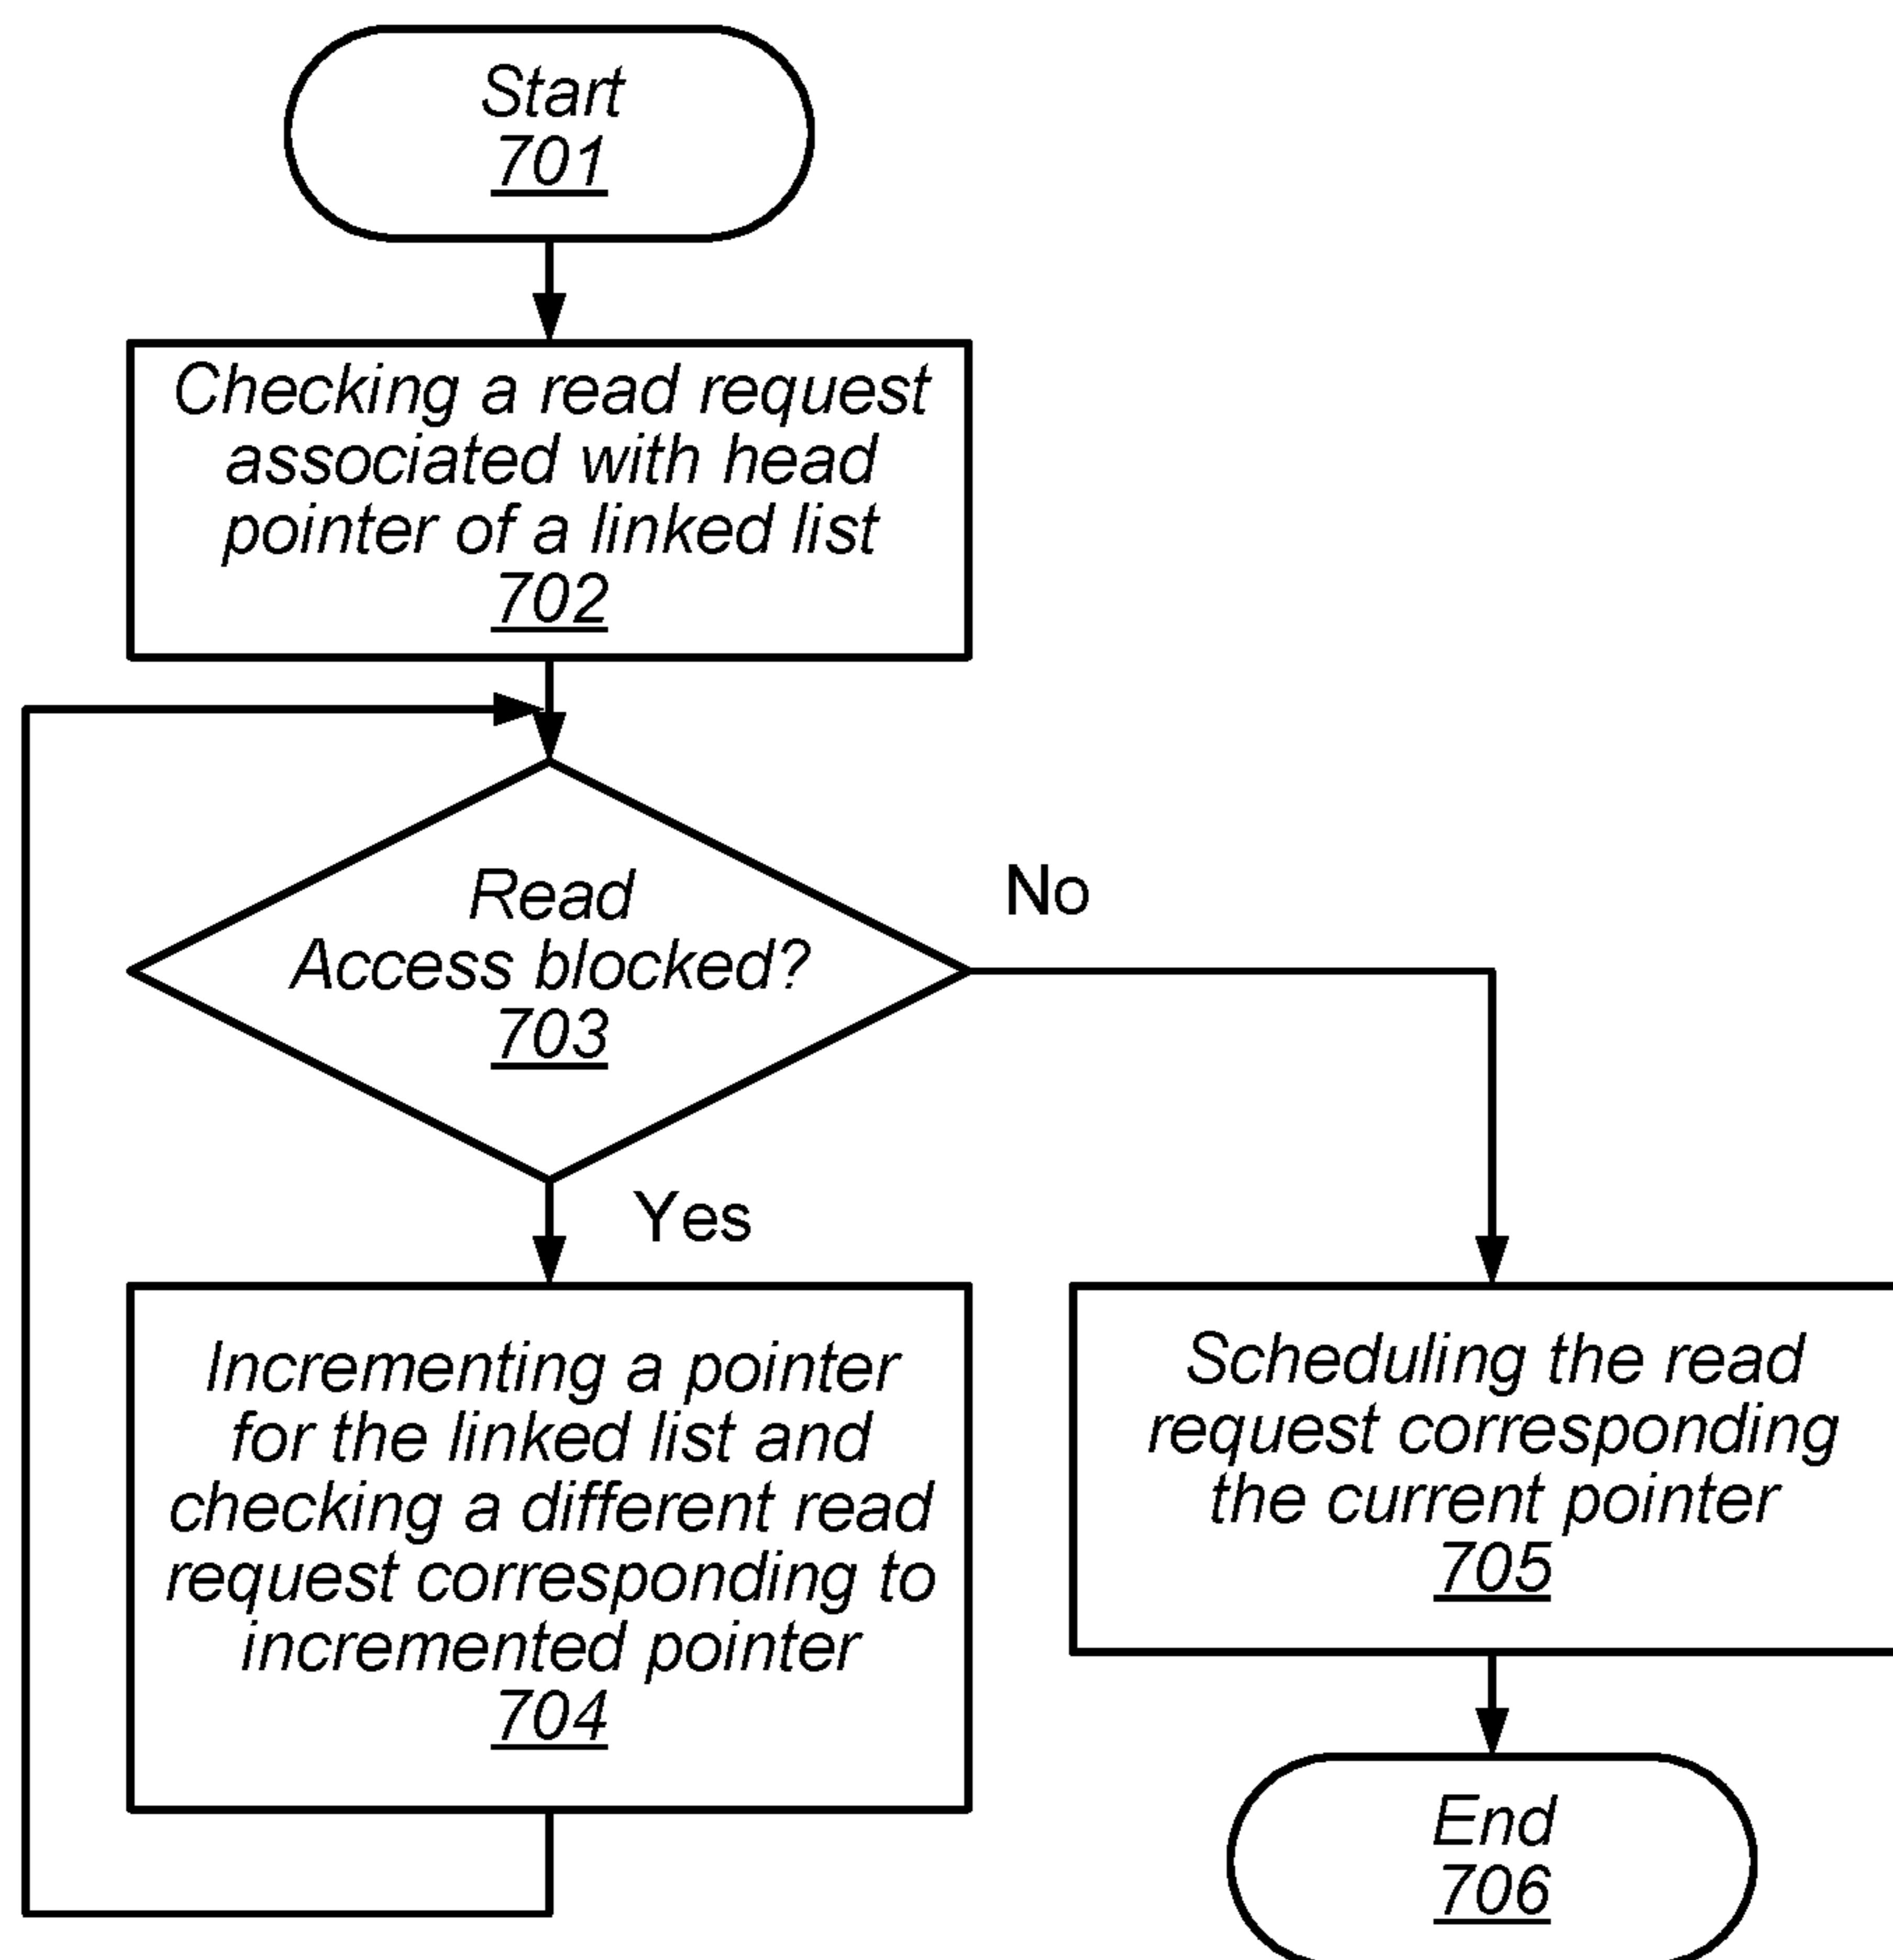 Start
701
Checking a read request
associated with head
pointer of a linked list
702
Read
Access blocked?
703
No
Yes
Incrementing a pointer
for the linked list and
checking a different read
request corresponding to
incremented pointer
704
Scheduling the read
request corresponding
the current pointer
705
End
706